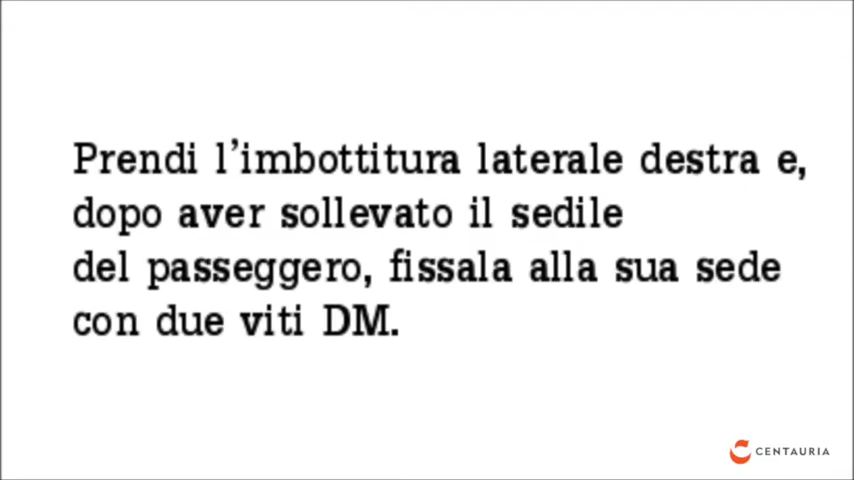 Prendi l'imbottitura laterale destra e,
dopo aver sollevato il sedile
del passeggero, fissala alla sua sede
con due viti DM.
CENTAURIA